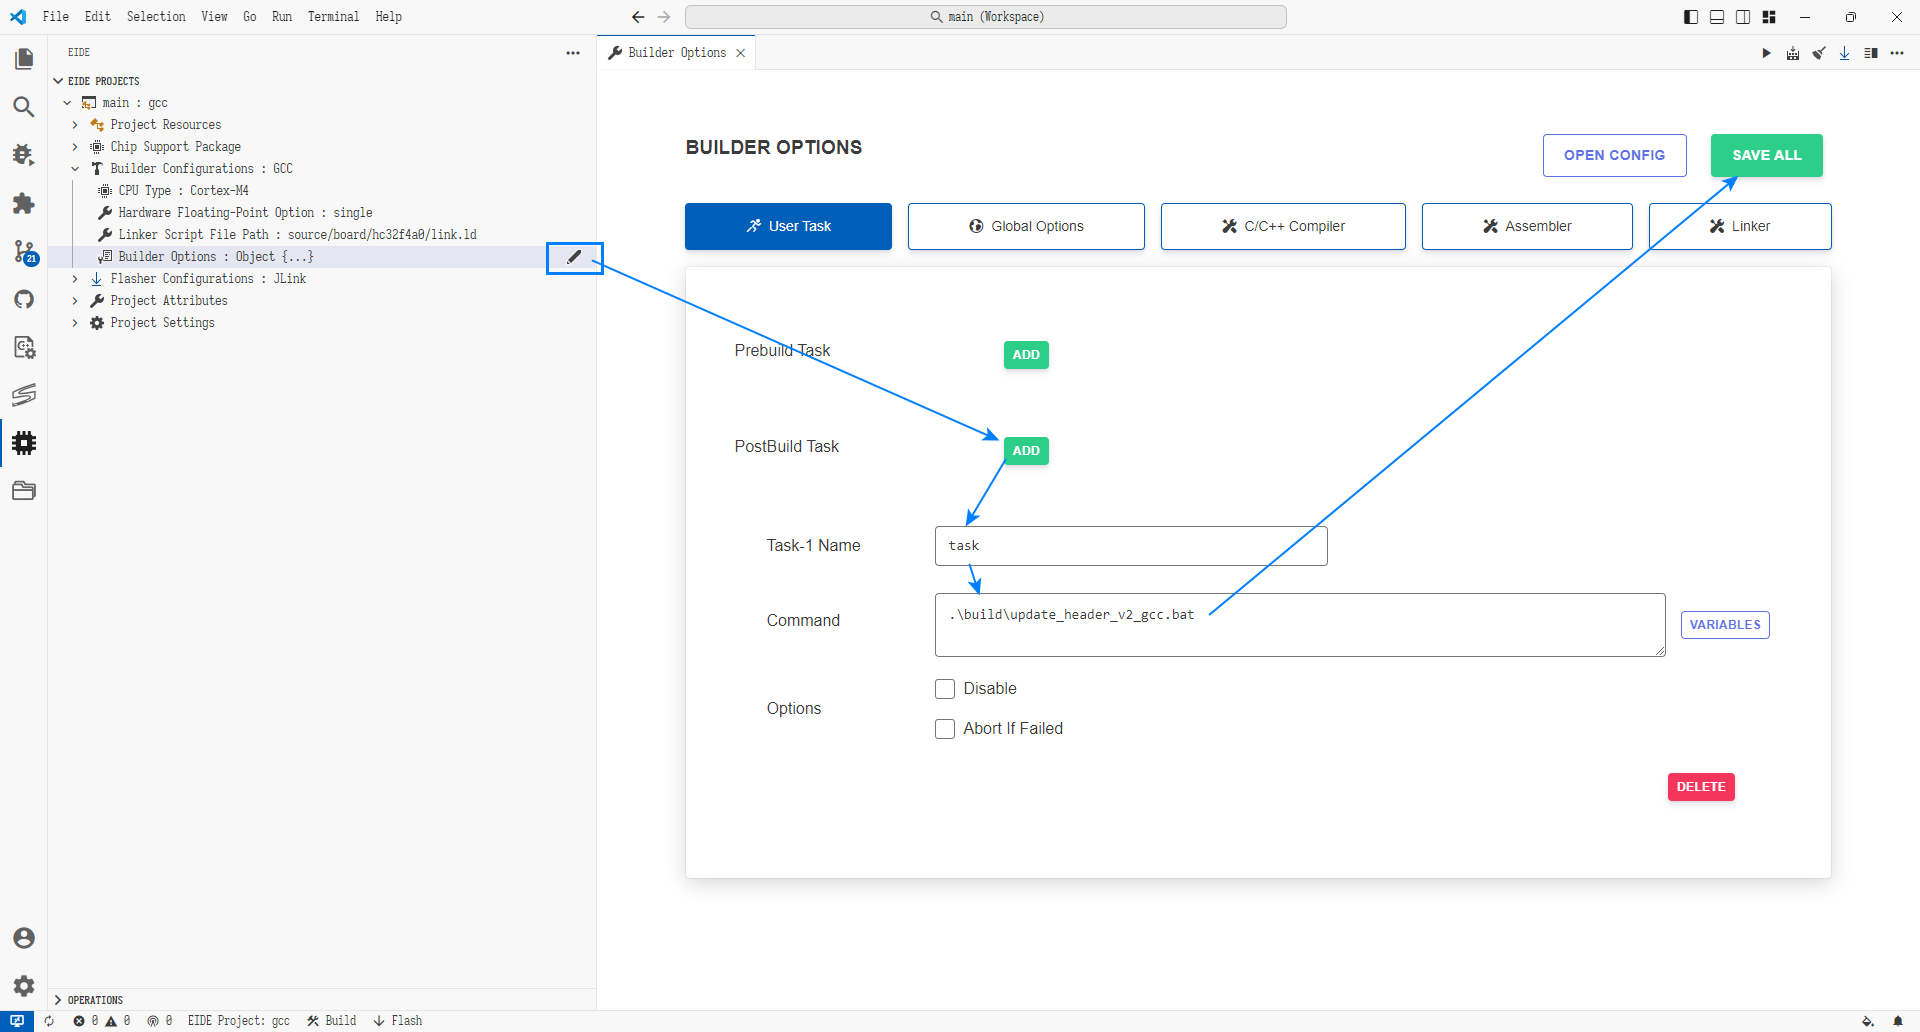 File Edit Selection View Go Run Terminal Help
main (Workspace)
EIDE
Builder Options
EIDE PROJECTS
main : gcc
Project Resources
Chip Support Package
Builder Configurations : GCC
CPU Type : Cortex-M4
Hardware Floating-Point Option : single
Linker Script File Path : source/board/hc32f4a0/link.ld
Builder Options : Object {...}
Flasher Configurations : JLink
Project Attributes
Project Settings
21
OPERATIONS
BUILDER OPTIONS
OPEN CONFIG
SAVE ALL
User Task
Global Options
C/C++ Compiler
Assembler
Linker
Prebuild Task
ADD
PostBuild Task
ADD
Task-1 Name
task
Command
.\build\update_header_v2_gcc.bat
VARIABLES
Options
Disable
Abort If Failed
DELETE
0 0 0 EIDE Project: gcc Build Flash